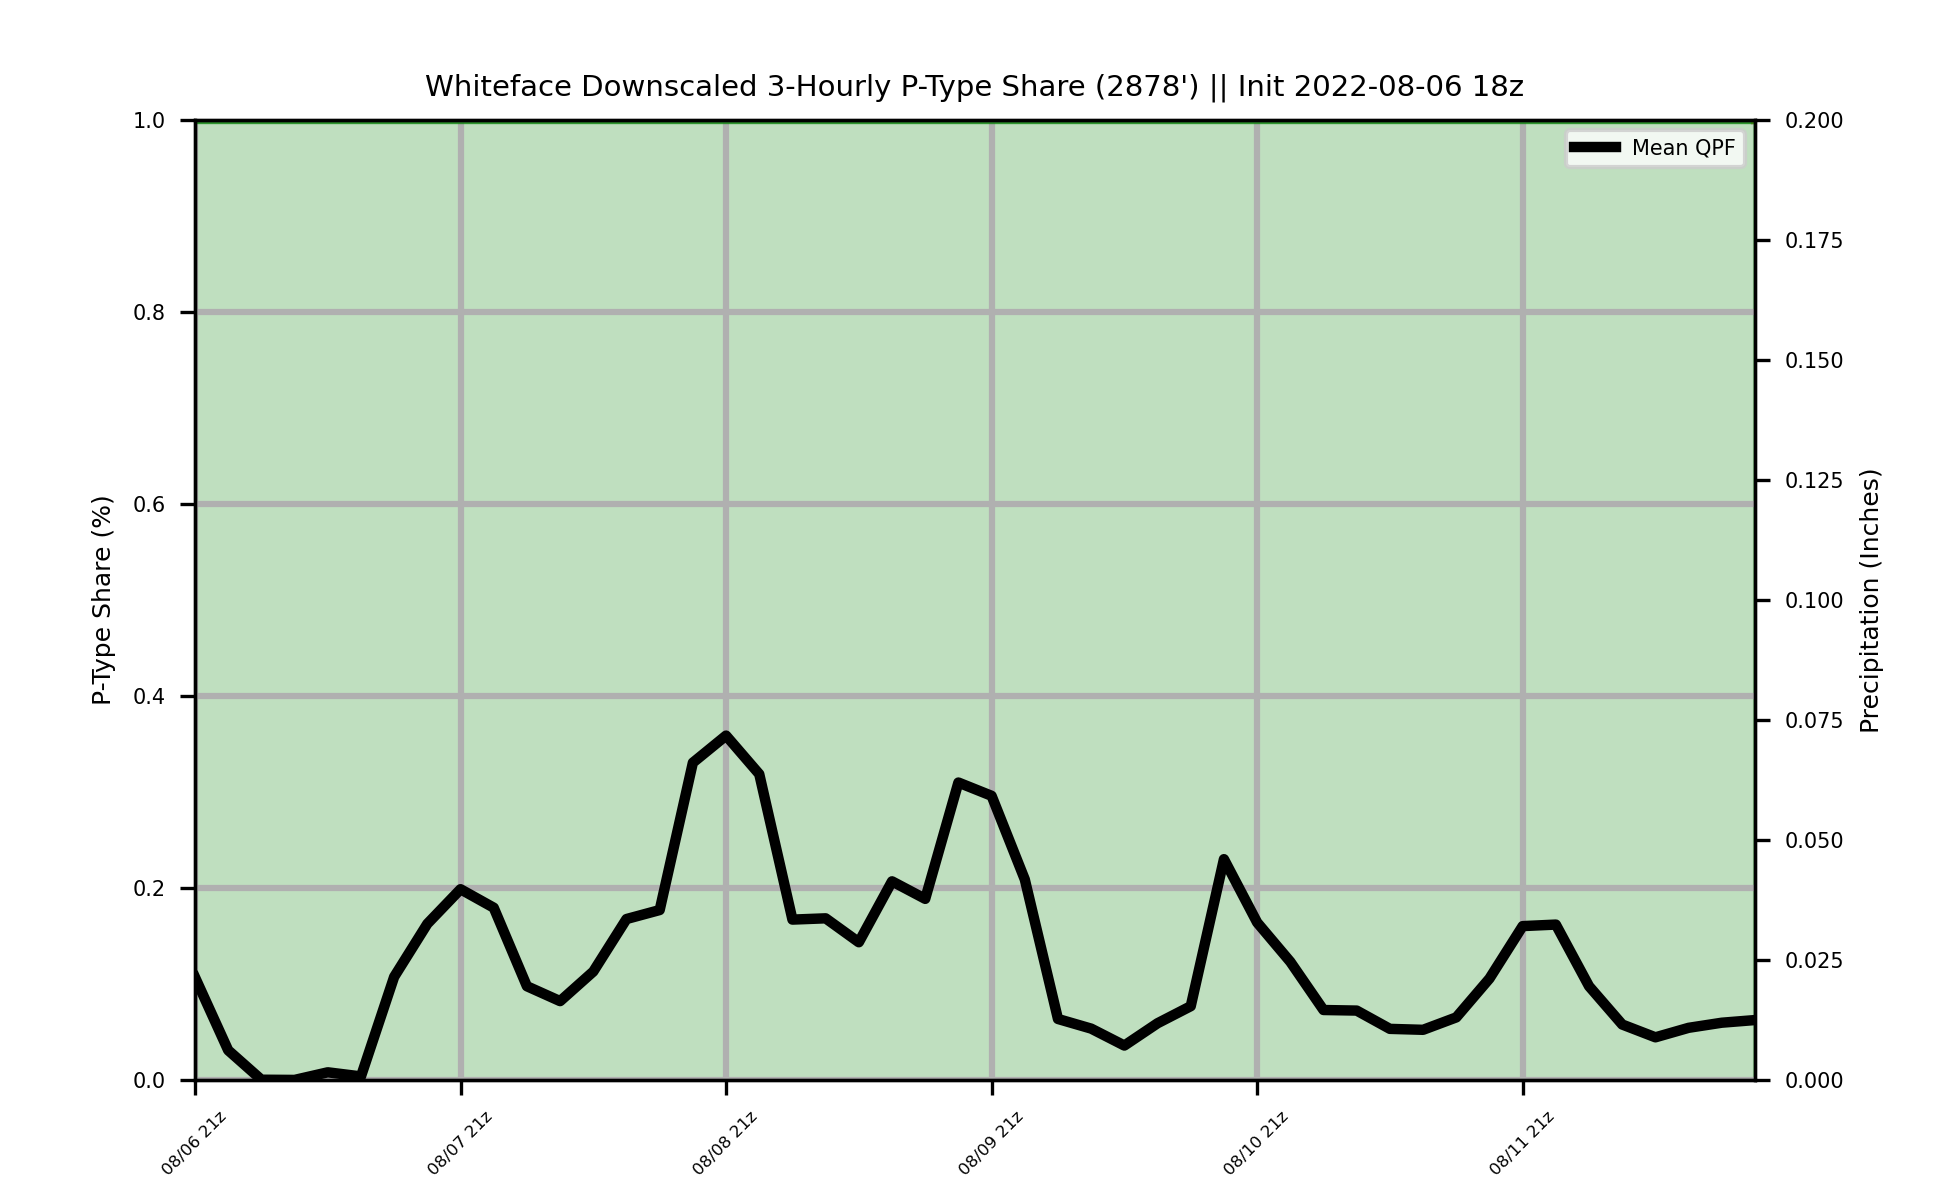 Whiteface Downscaled 3-Hourly P-Type Share (2878') || Init 2022-08-06 18z
Mean QPF
P-Type Share (%)
1.0
0.8
0.6
0.4
0.2
0.0
0.200
0.175
0.150
0.125
0.100
0.075
0.050
0.025
0.000
Precipitation (Inches)
08/06 21z
08/07 21z
08/08 21z
08/09 21z
08/10 21z
08/11 21z